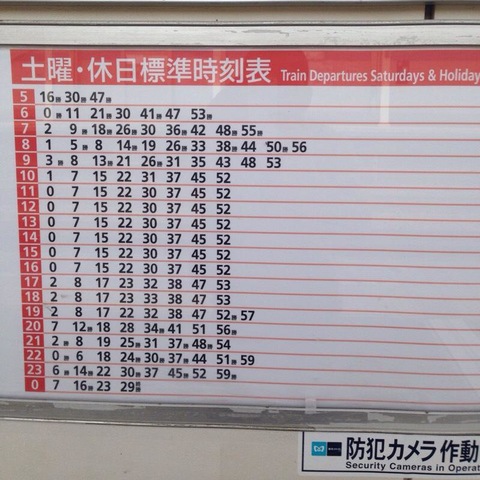 土曜・休日標準時刻表 Train Departures Saturdays & Holiday
5 16 30 47
6 0 11 21 30 41 47 53
7 2 9 18 26 30 36 42 48 55
8 1 5 8 14 19 26 33 38 44 50 56
9 3 8 13 21 26 31 35 43 48 53
10 1 7 15 22 31 37 45 52
11 0 7 15 22 30 37 45 52
12 0 7 15 22 30 37 45 52
13 0 7 15 22 30 37 45 52
14 0 7 15 22 30 37 45 52
15 0 7 15 22 30 37 45 52
16 0 7 15 22 30 37 45 52
17 2 8 17 23 32 38 47 53
18 2 8 17 23 33 38 47 53
19 2 8 17 22 32 38 47 52 57
20 7 12 18 28 34 41 51 56
21 2 8 19 25 31 37 48 54
22 0 6 18 24 30 37 44 51 59
23 6 14 22 30 37 45 52 59
0 7 16 23 29
防犯カメラ作動
Security Cameras in Operat